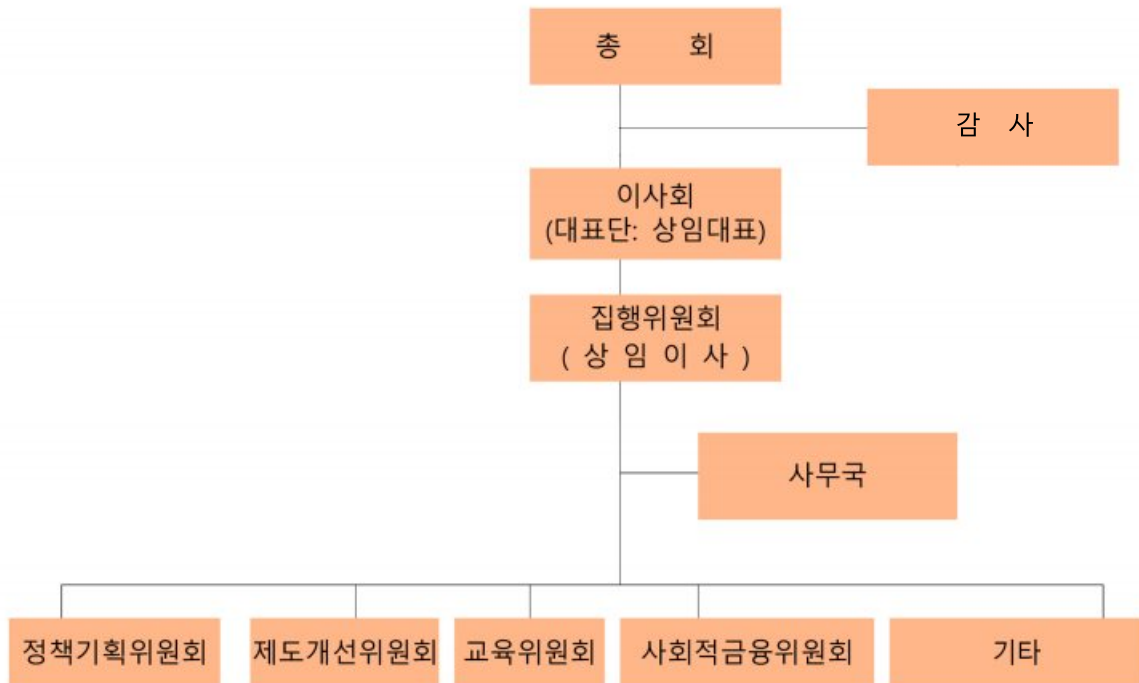 총 회
감 사
이사회
(대표단: 상임대표)
집행위원회
( 상 임 이 사 )
사무국
정책기획위원회
제도개선위원회
교육위원회
사회적금융위원회
기타